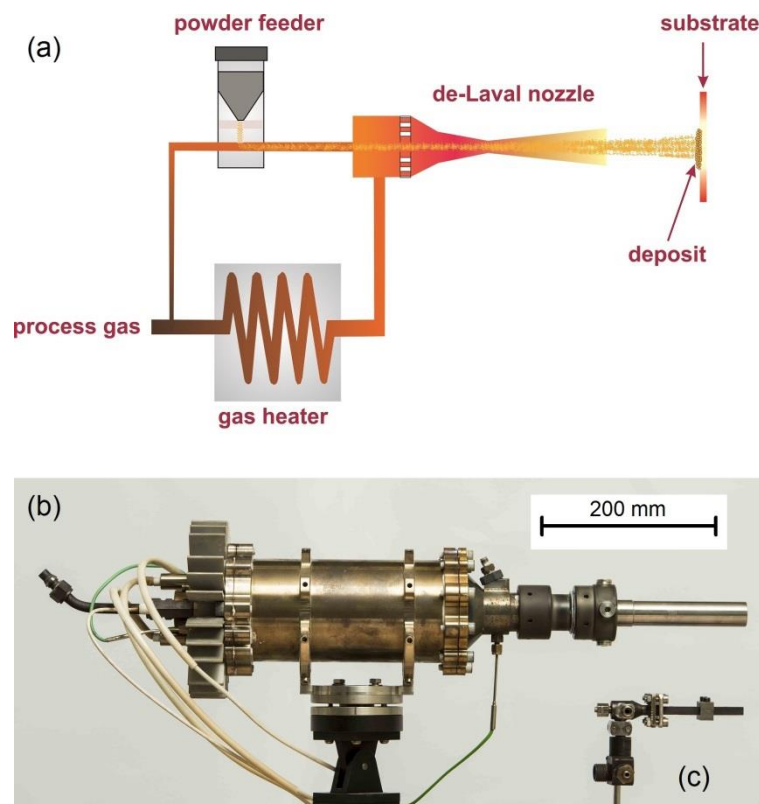 (a)
powder feeder
substrate
de-Laval nozzle
deposit
process gas
gas heater
(b)
200 mm
(c)